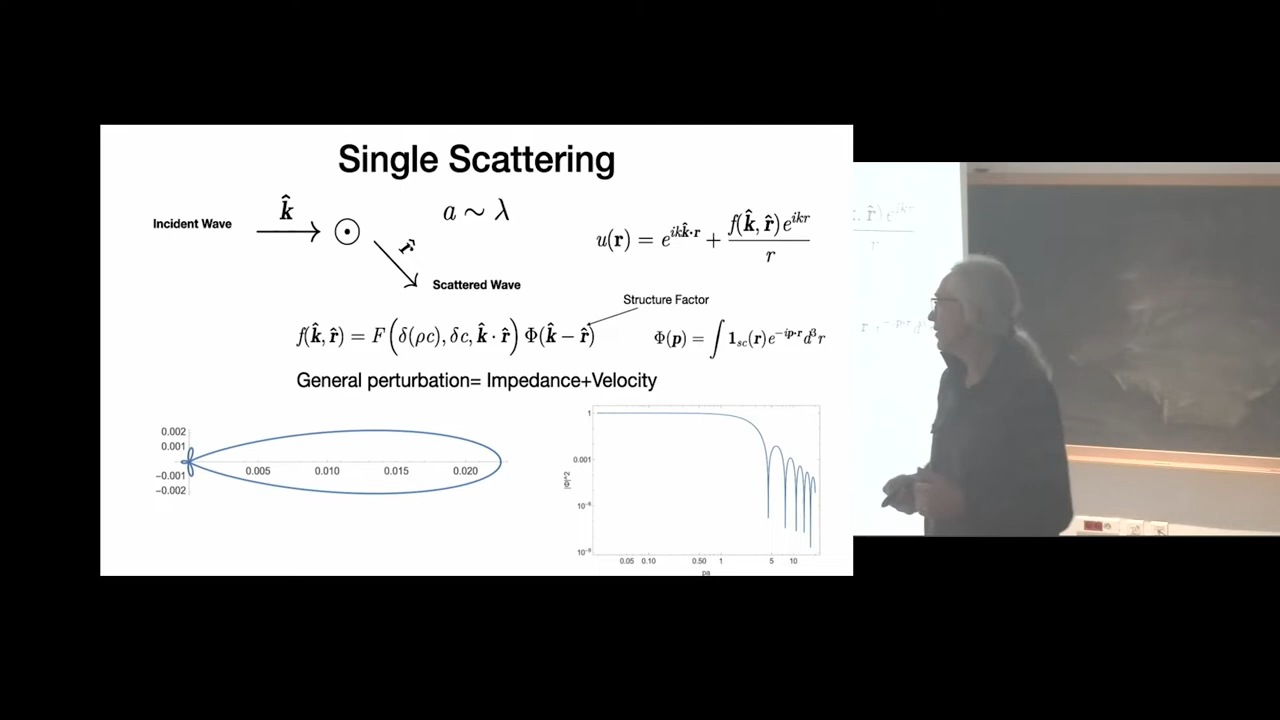 Single Scattering
Incident Wave
k̂
a ∼ λ
u(r) = e^{ik k̂·r} + f(k̂, r̂)e^{ikr} / r
r̂
Scattered Wave
Structure Factor
f(k̂, r̂) = F(δ(ρc), δc, k̂ · r̂) Φ(k̂ − r̂)
Φ(p) = ∫ 1_{sc}(r)e^{−ip·r}d³r
General perturbation= Impedance+Velocity
0.002
0.001
−0.001
−0.002
0.005 0.010 0.015 0.020
|Φ|^2
1
0.001
10⁻⁹
0.05 0.10 0.50 1 5 10
pa